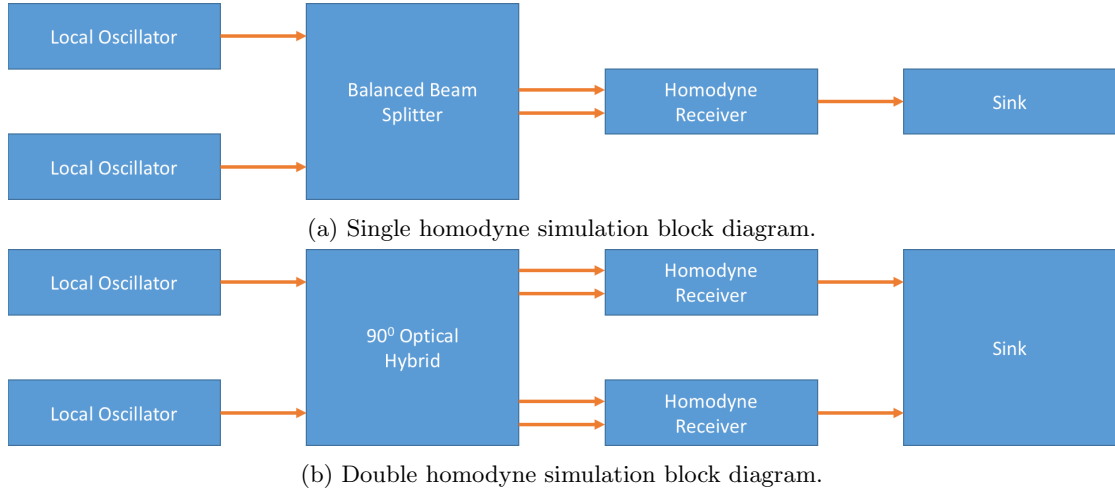 Local Oscillator
Local Oscillator
Balanced Beam
Splitter
Homodyne
Receiver
Sink
(a) Single homodyne simulation block diagram.
Local Oscillator
Local Oscillator
90⁰ Optical
Hybrid
Homodyne
Receiver
Homodyne
Receiver
Sink
(b) Double homodyne simulation block diagram.